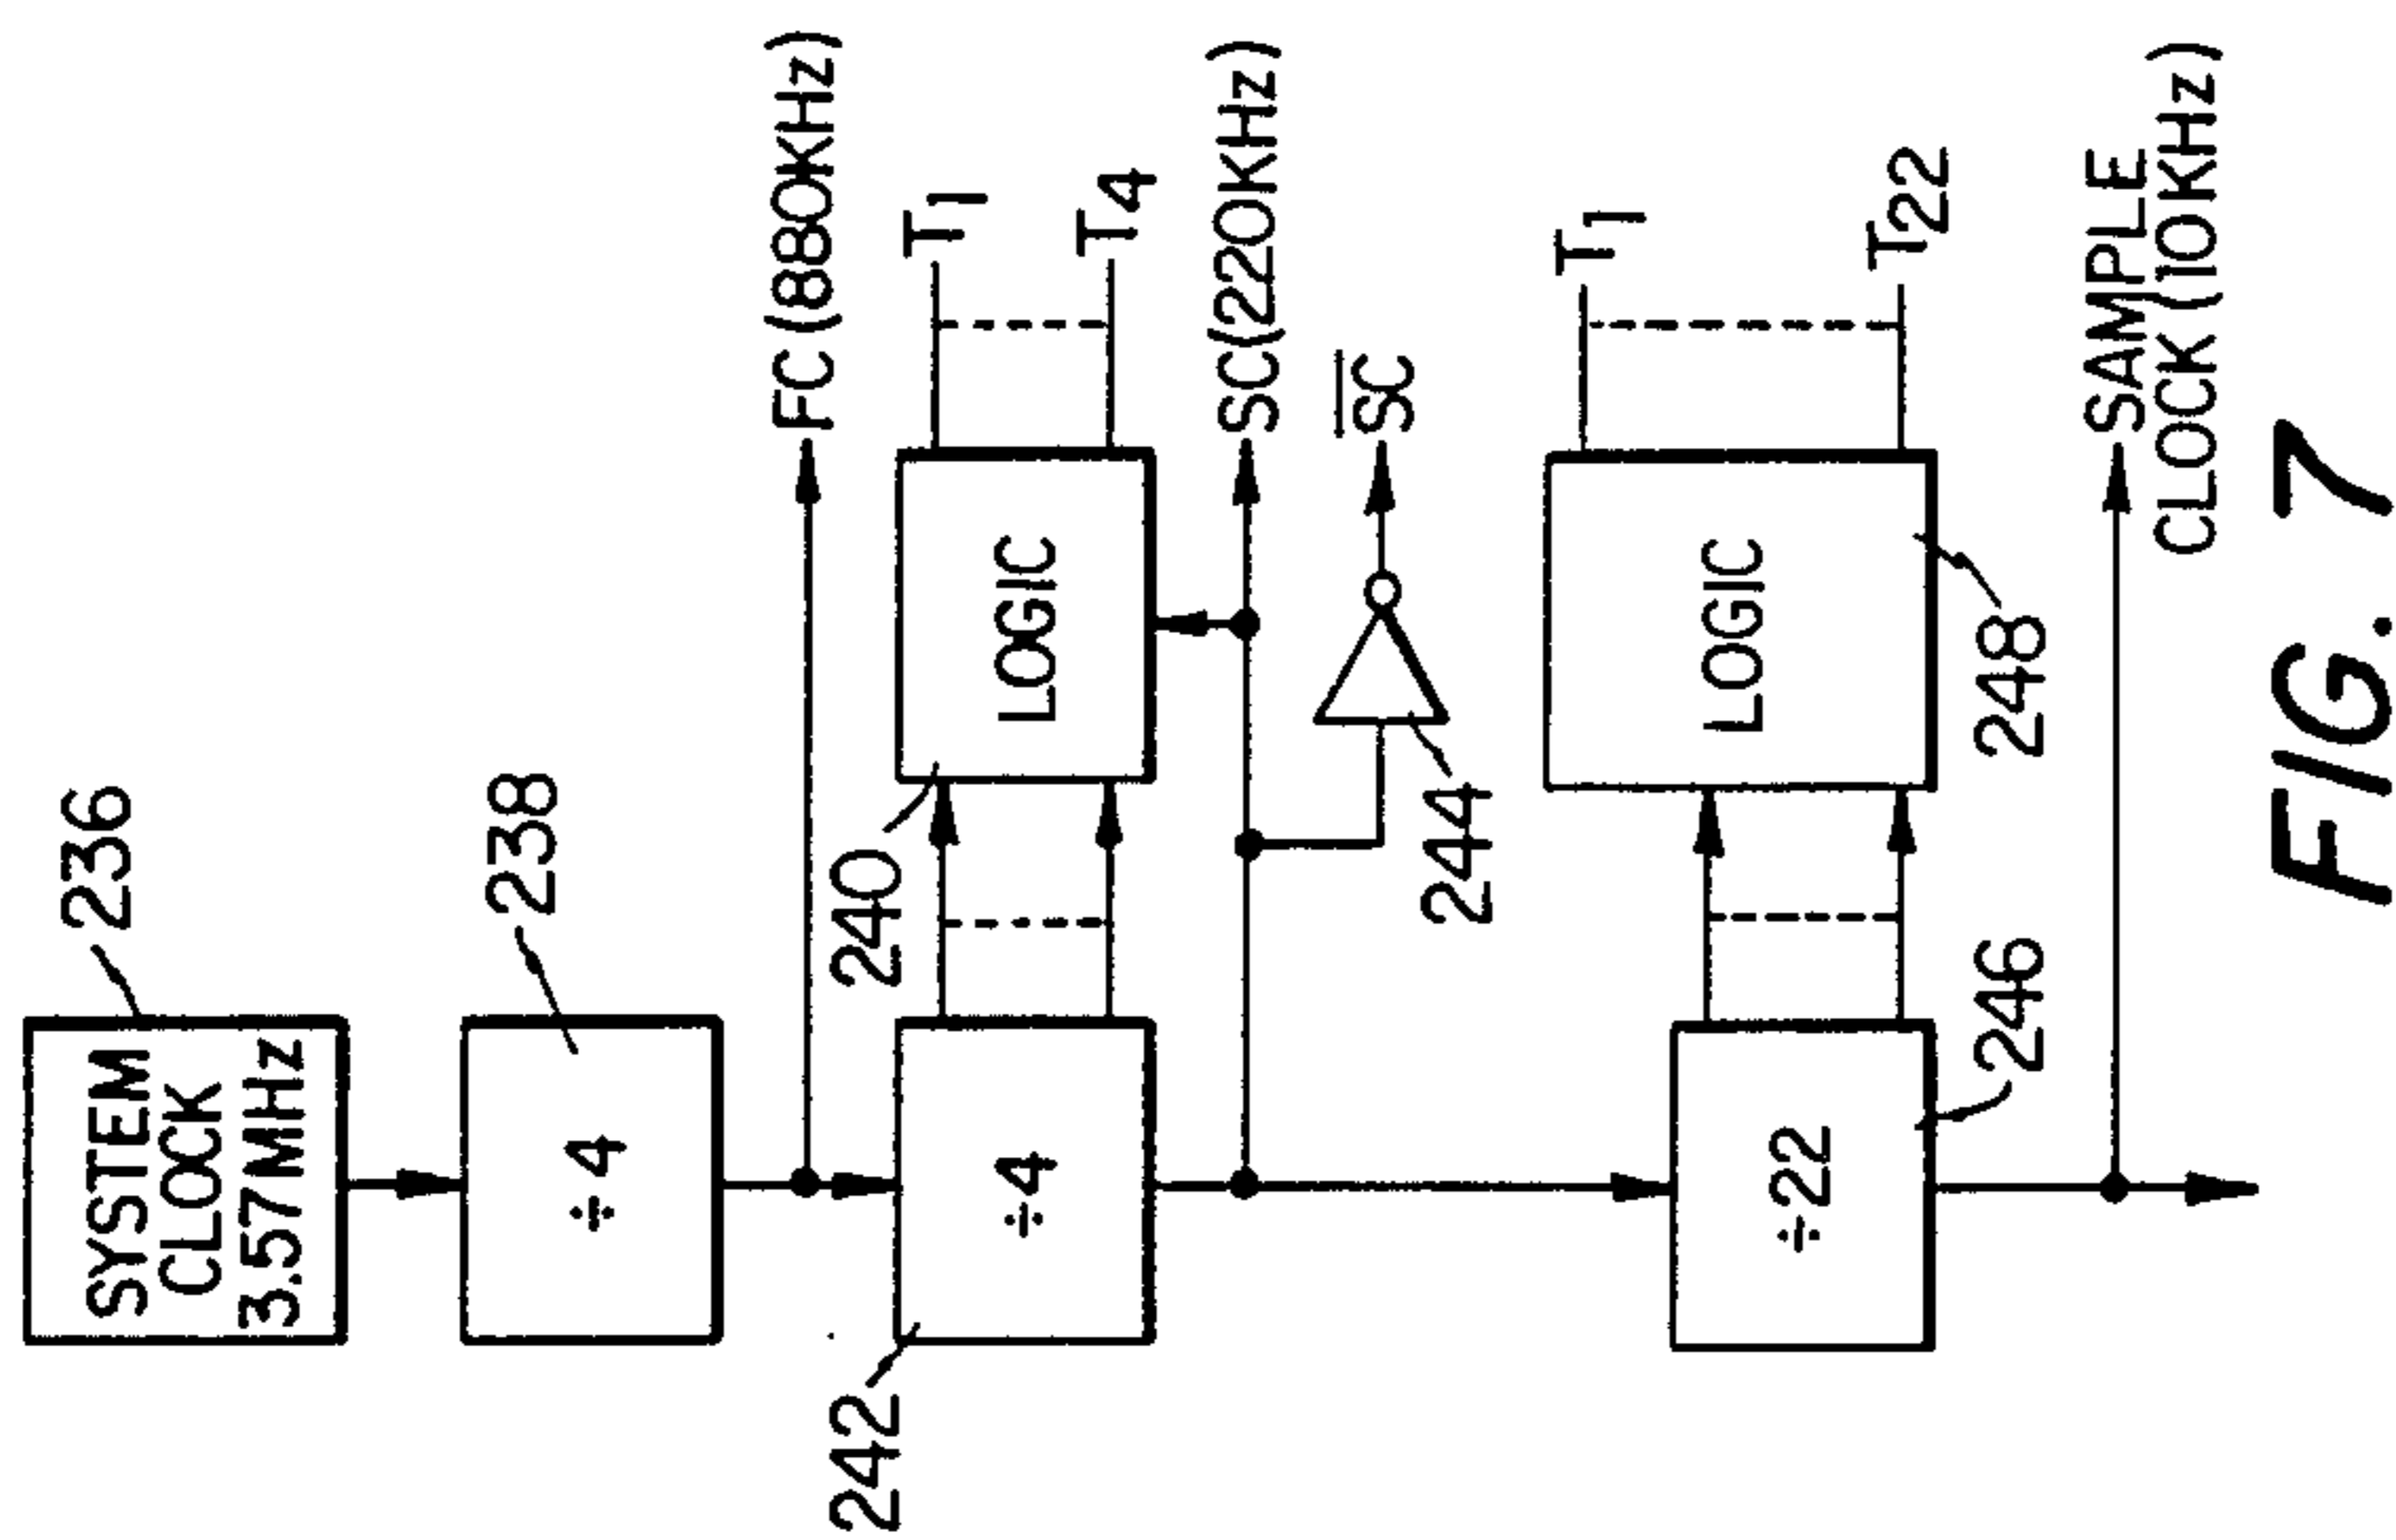 236
SYSTEM
CLOCK
3.57MHz
238
÷4
FC (880KHz)
240
LOGIC
T1
T4
242
÷4
SC(220KHz)
S̅C̅
244
LOGIC
T1
T22
248
÷22
246
SAMPLE
CLOCK (10KHz)
FIG. 7